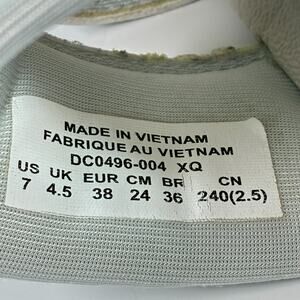 MADE IN VIETNAM
FABRIQUE AU VIETNAM
DC0496-004 XQ
US UK EUR CM BR CN
7 4.5 38 24 36 240(2.5)